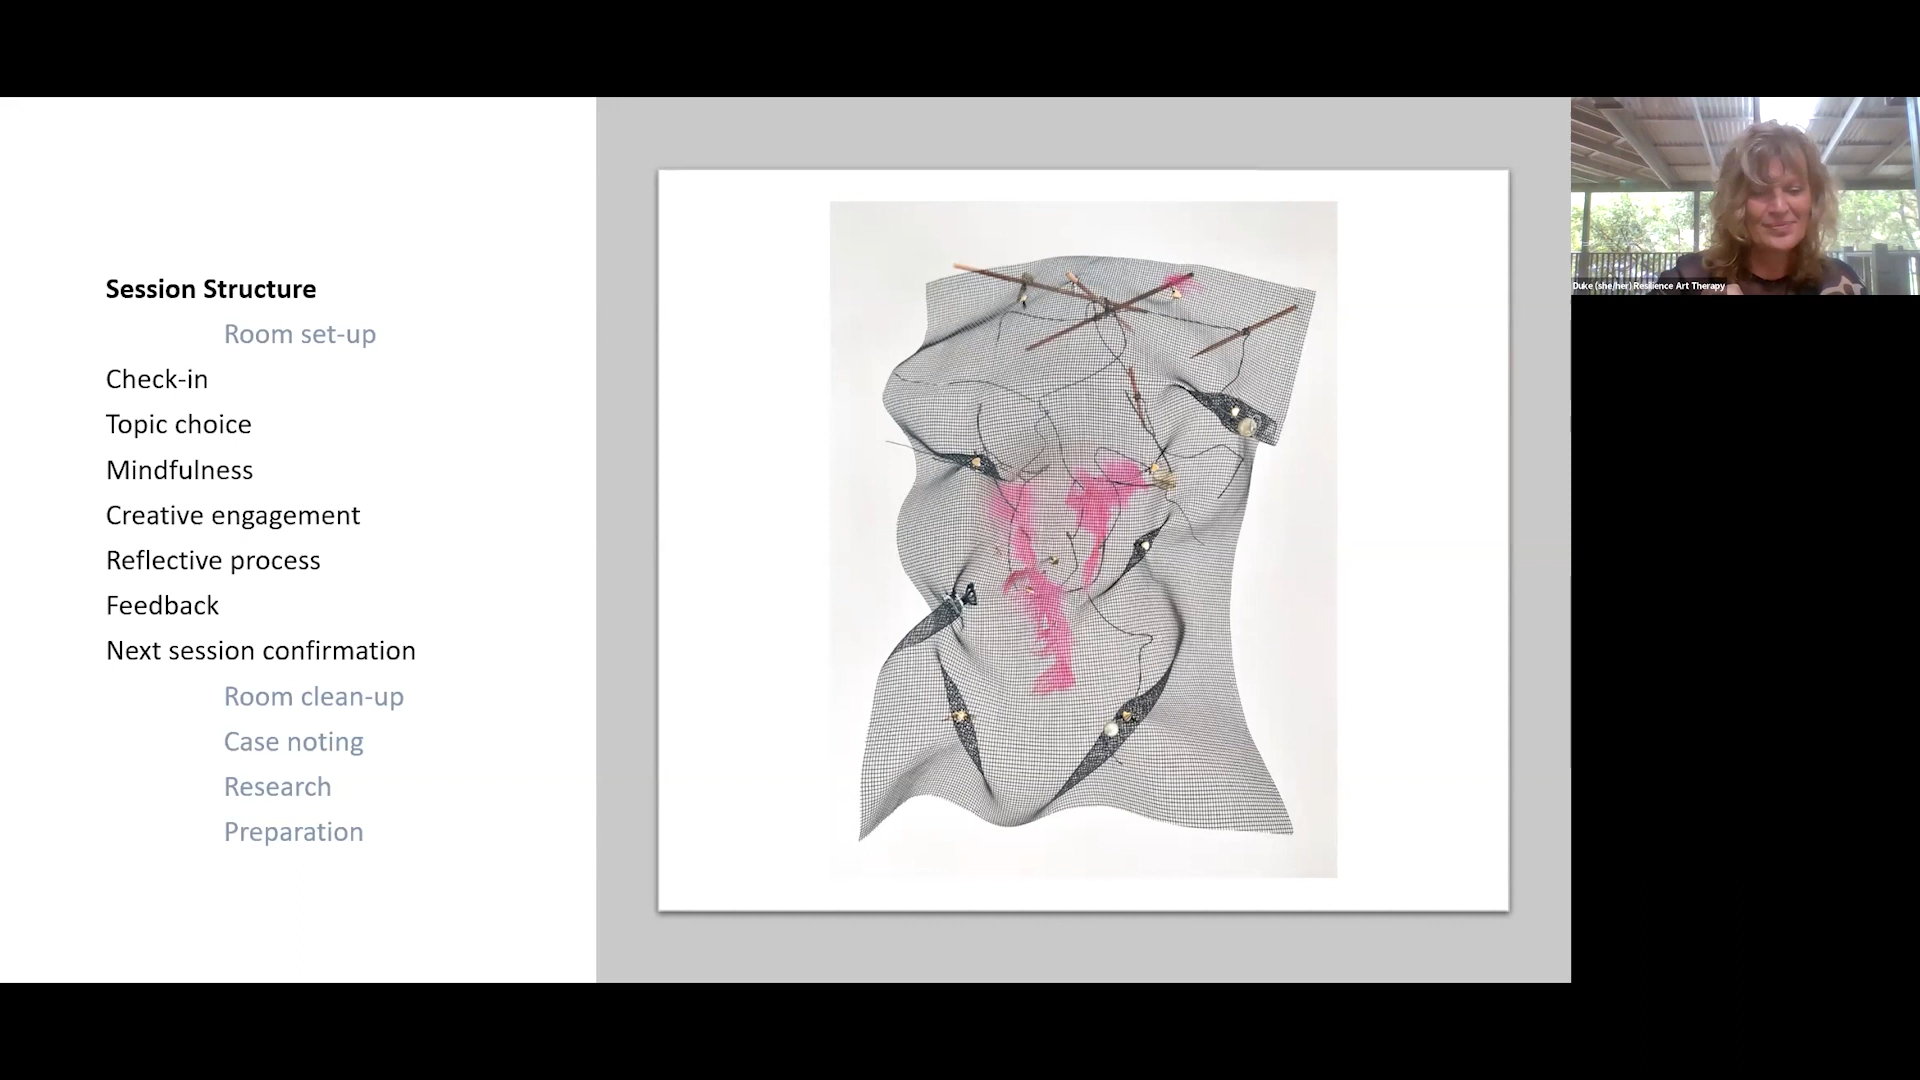 Session Structure
Room set-up
Check-in
Topic choice
Mindfulness
Creative engagement
Reflective process
Feedback
Next session confirmation
Room clean-up
Case noting
Research
Preparation
Duke (she/her) Resilience Art Therapy